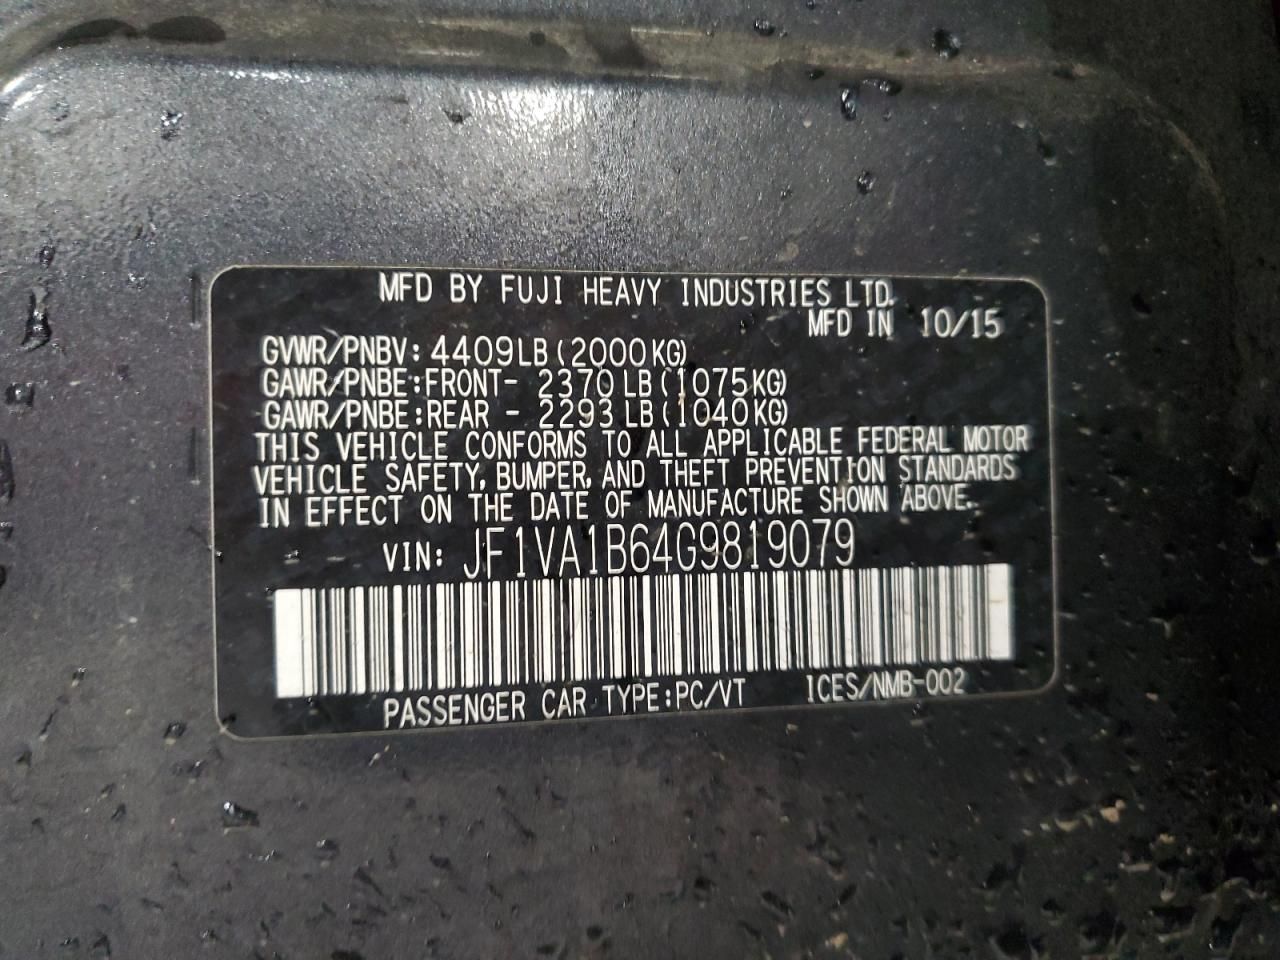 MFD BY FUJI HEAVY INDUSTRIES LTD.
MFD IN 10/15
GVWR/PNBV: 4409LB (2000KG)
GAWR/PNBE:FRONT- 2370 LB (1075KG)
GAWR/PNBE:REAR - 2293 LB (1040KG)
THIS VEHICLE CONFORMS TO ALL APPLICABLE FEDERAL MOTOR
VEHICLE SAFETY, BUMPER, AND THEFT PREVENTION STANDARDS
IN EFFECT ON THE DATE OF MANUFACTURE SHOWN ABOVE.
VIN: JF1VA1B64G9819079
PASSENGER CAR TYPE:PC/VT ICES/NMB-002